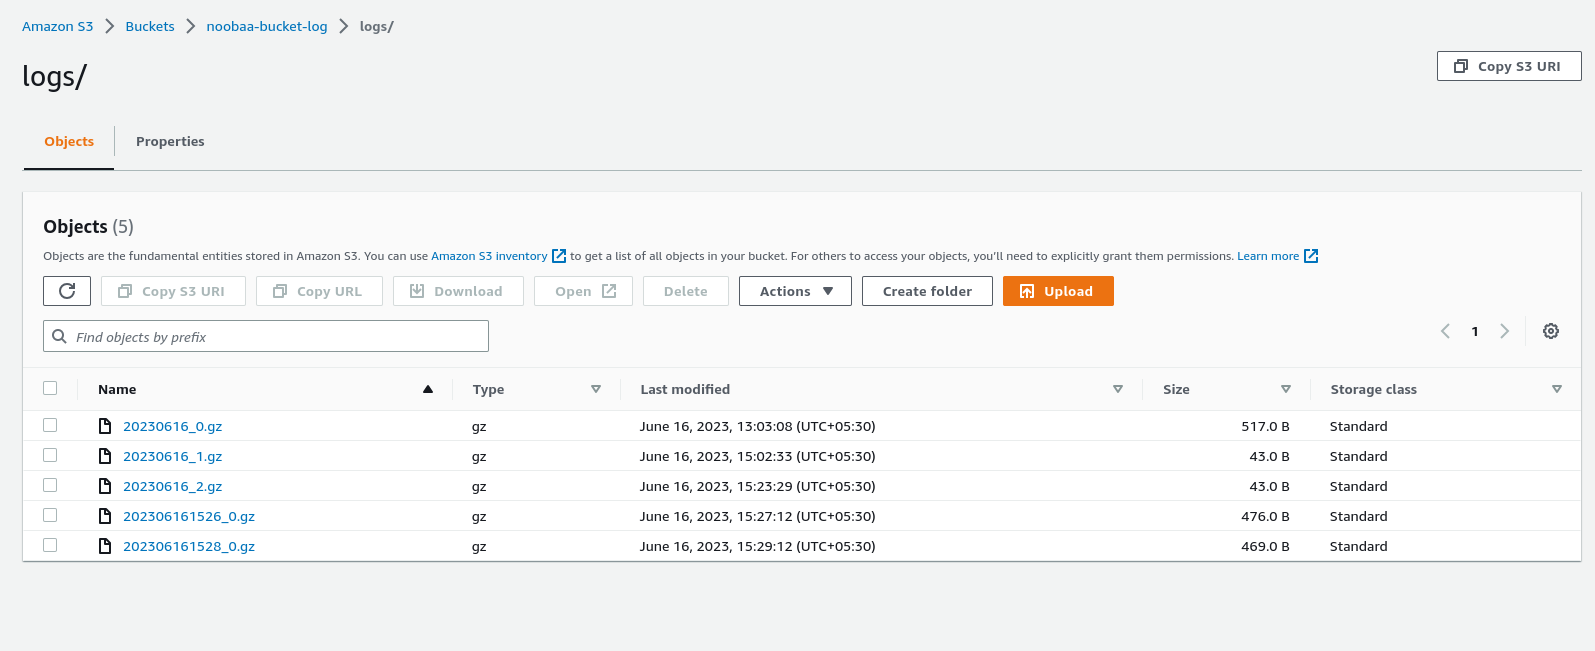 Amazon S3 Buckets noobaa-bucket-log logs/
logs/
Copy S3 URI
Objects Properties
Objects (5)
Objects are the fundamental entities stored in Amazon S3. You can use Amazon S3 inventory to get a list of all objects in your bucket. For others to access your objects, you'll need to explicitly grant them permissions. Learn more
Copy S3 URI Copy URL Download Open Delete Actions Create folder Upload
Find objects by prefix
1
Name Type Last modified Size Storage class
20230616_0.gz gz June 16, 2023, 13:03:08 (UTC+05:30) 517.0 B Standard
20230616_1.gz gz June 16, 2023, 15:02:33 (UTC+05:30) 43.0 B Standard
20230616_2.gz gz June 16, 2023, 15:23:29 (UTC+05:30) 43.0 B Standard
202306161526_0.gz gz June 16, 2023, 15:27:12 (UTC+05:30) 476.0 B Standard
202306161528_0.gz gz June 16, 2023, 15:29:12 (UTC+05:30) 469.0 B Standard